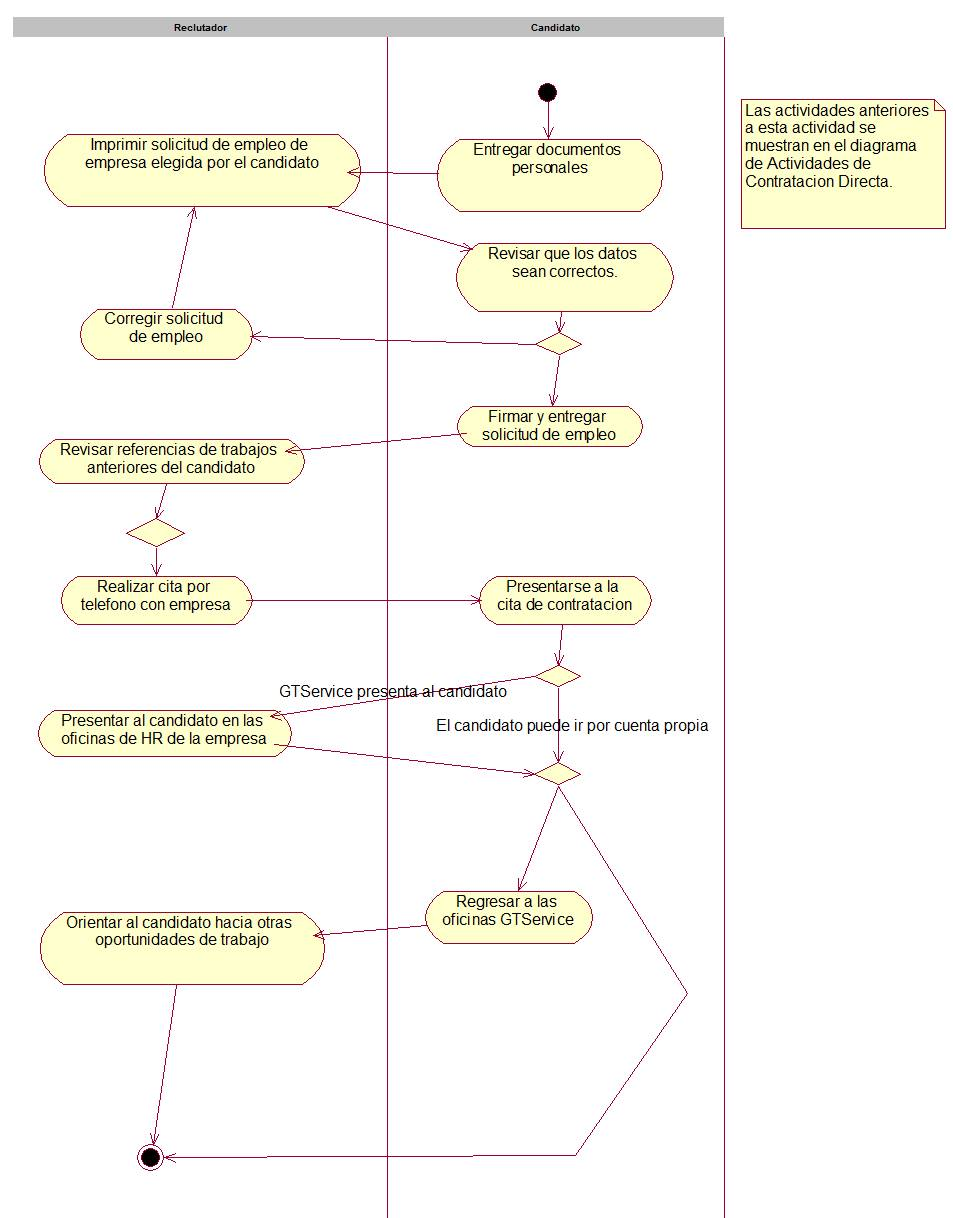 Reclutador
Candidato
Las actividades anteriores
a esta actividad se
muestran en el diagrama
de Actividades de
Contratacion Directa.
Imprimir solicitud de empleo de
empresa elegida por el candidato
Entregar documentos
personales
Revisar que los datos
sean correctos.
Corregir solicitud
de empleo
Firmar y entregar
solicitud de empleo
Revisar referencias de trabajos
anteriores del candidato
Realizar cita por
telefono con empresa
Presentarse a la
cita de contratacion
GTService presenta al candidato
Presentar al candidato en las
oficinas de HR de la empresa
El candidato puede ir por cuenta propia
Regresar a las
oficinas GTService
Orientar al candidato hacia otras
oportunidades de trabajo